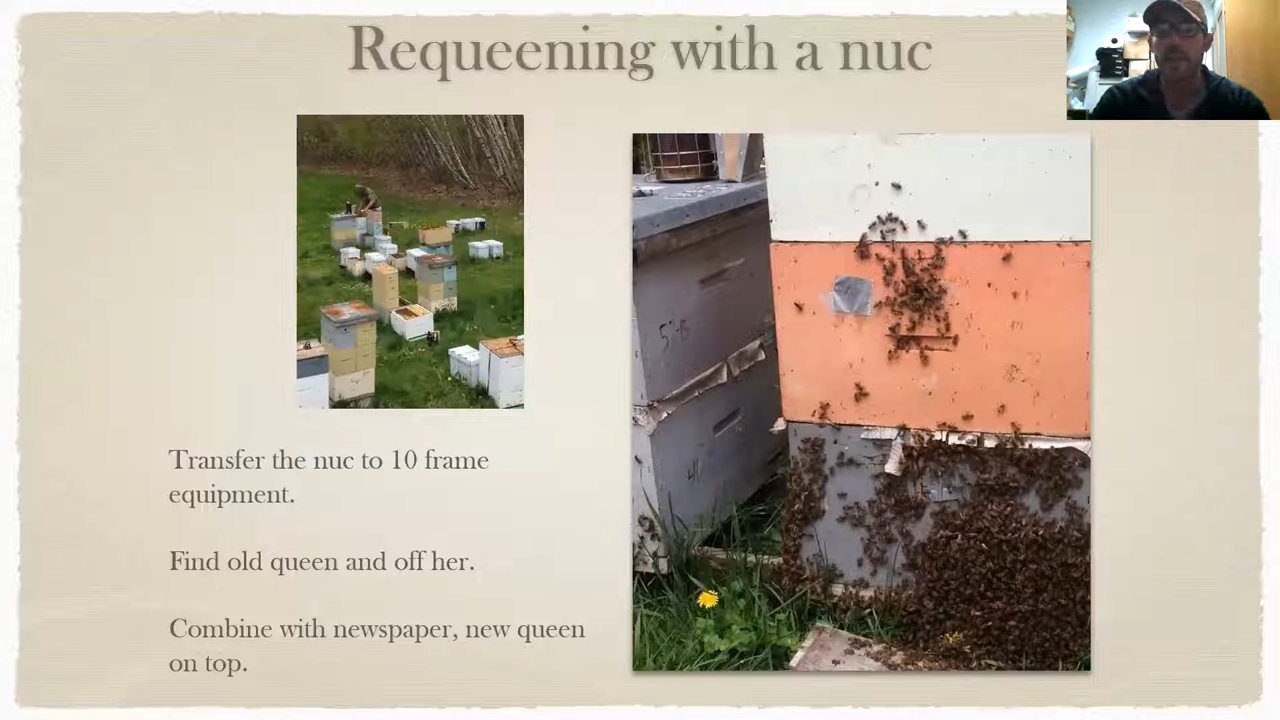 Requeening with a nuc
Transfer the nuc to 10 frame
equipment.
Find old queen and off her.
Combine with newspaper, new queen
on top.